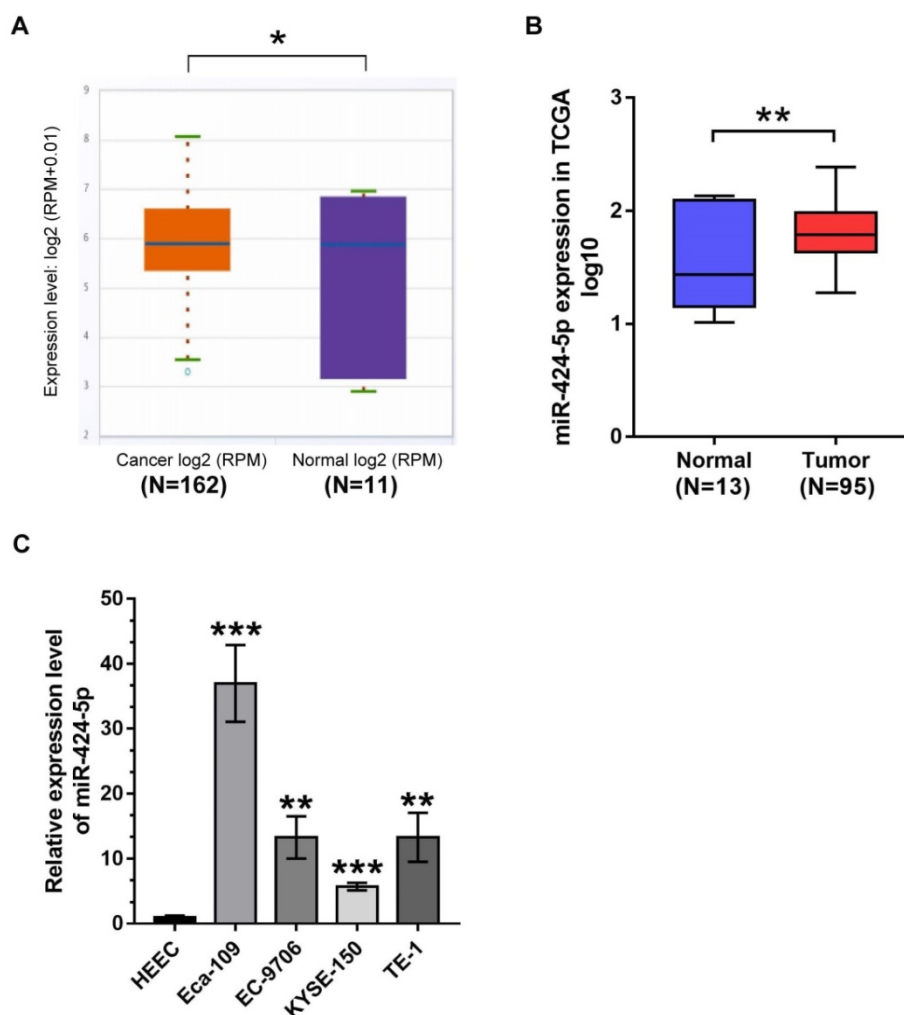 A
*
Expression level: log2 (RPM+0.01)
9
8
7
6
5
4
3
2
Cancer log2 (RPM)
(N=162)
Normal log2 (RPM)
(N=11)
B
**
miR-424-5p expression in TCGA
log10
3
2
1
0
Normal
(N=13)
Tumor
(N=95)
C
Relative expression level
of miR-424-5p
50
40
30
20
10
0
***
**
***
**
HEEC
Eca-109
EC-9706
KYSE-150
TE-1